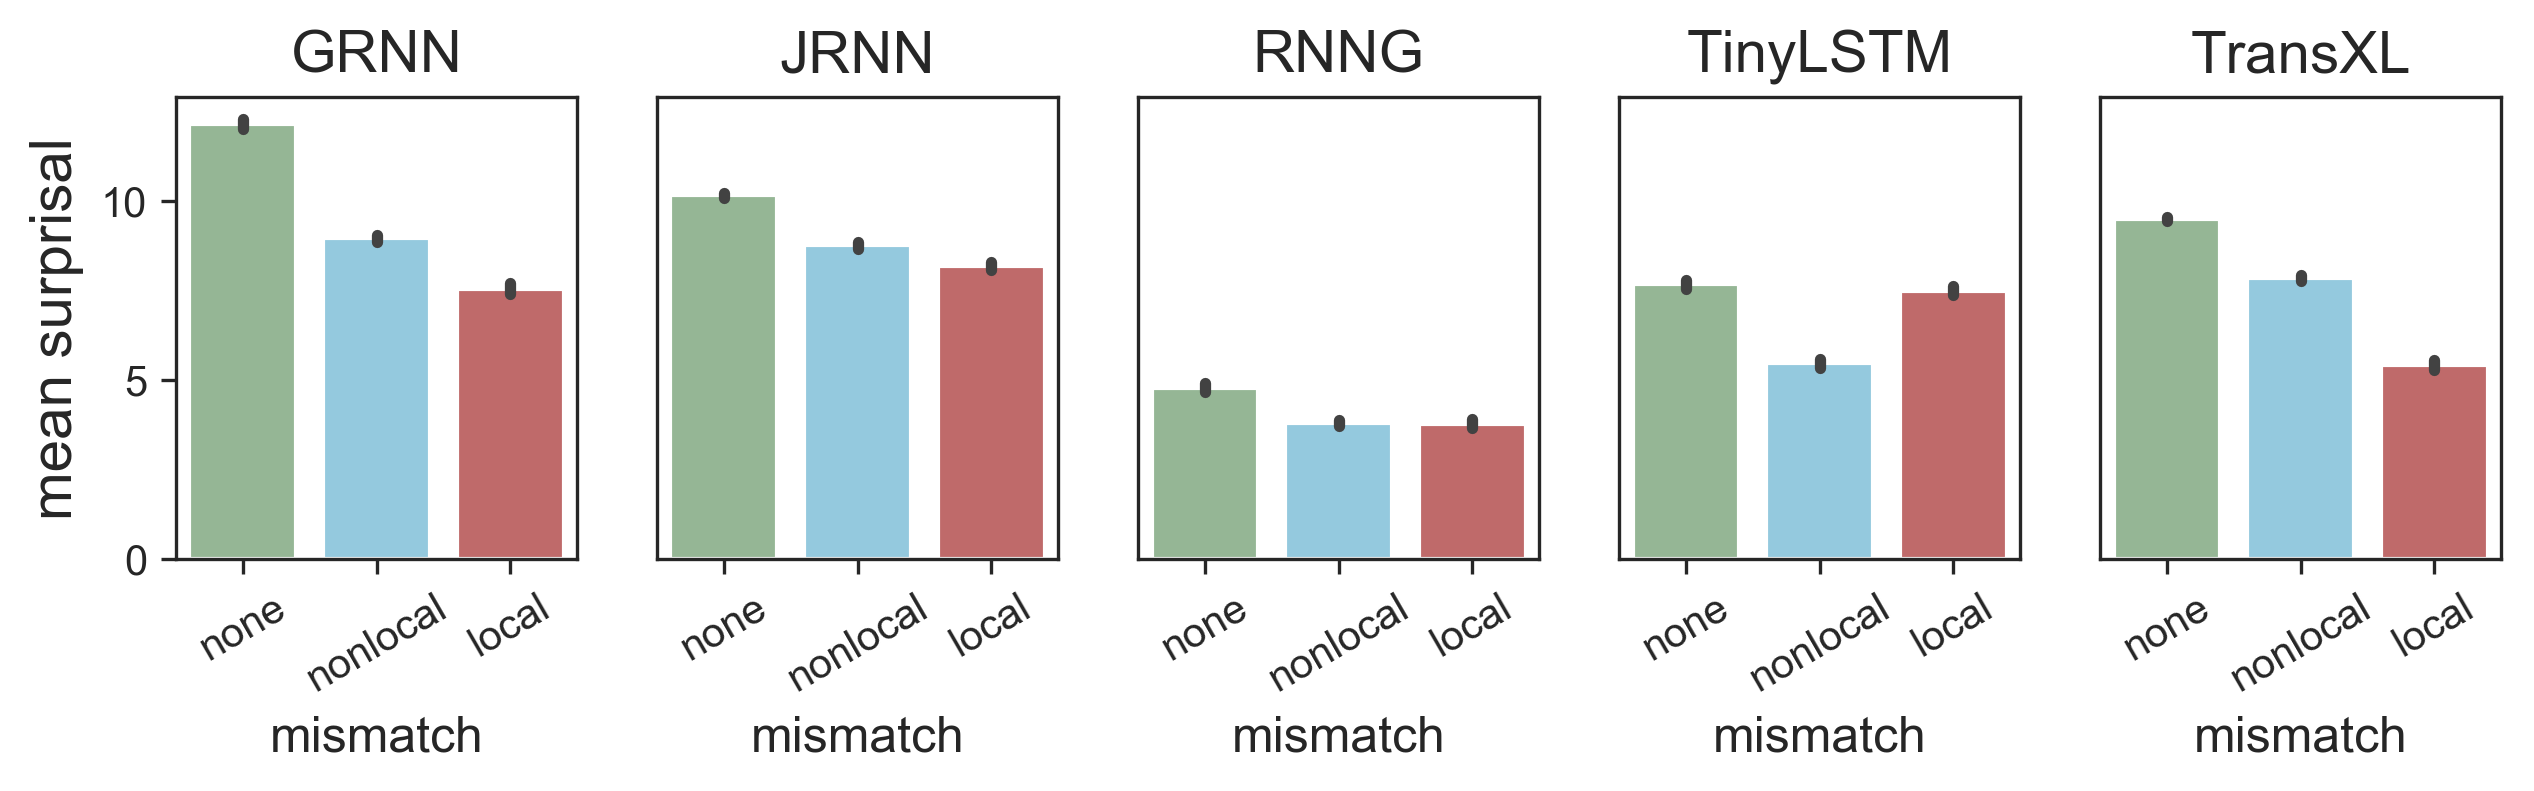 GRNN
JRNN
RNNG
TinyLSTM
TransXL
mean surprisal
10
5
0
none
nonlocal
local
none
nonlocal
local
none
nonlocal
local
none
nonlocal
local
none
nonlocal
local
mismatch
mismatch
mismatch
mismatch
mismatch